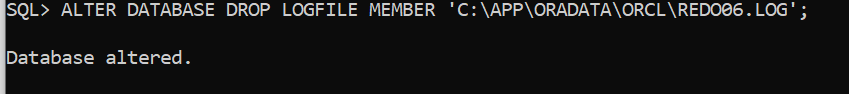 SQL> ALTER DATABASE DROP LOGFILE MEMBER 'C:\APP\ORADATA\ORCL\REDO06.LOG';
Database altered.